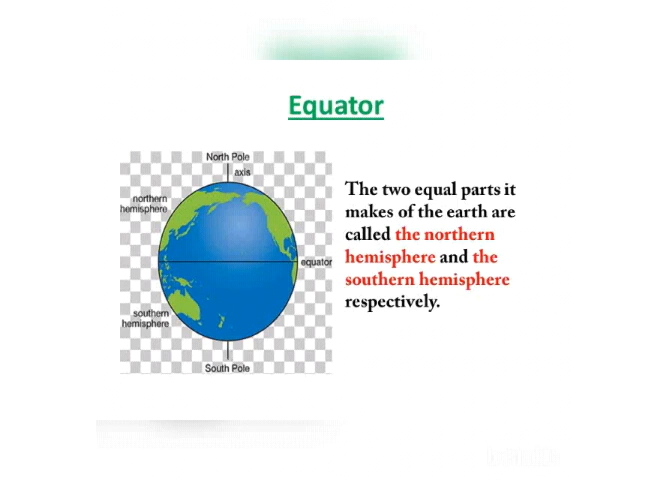 Equator
North Pole
axis
northern
hemisphere
equator
southern
hemisphere
South Pole
The two equal parts it
makes of the earth are
called the northern
hemisphere and the
southern hemisphere
respectively.